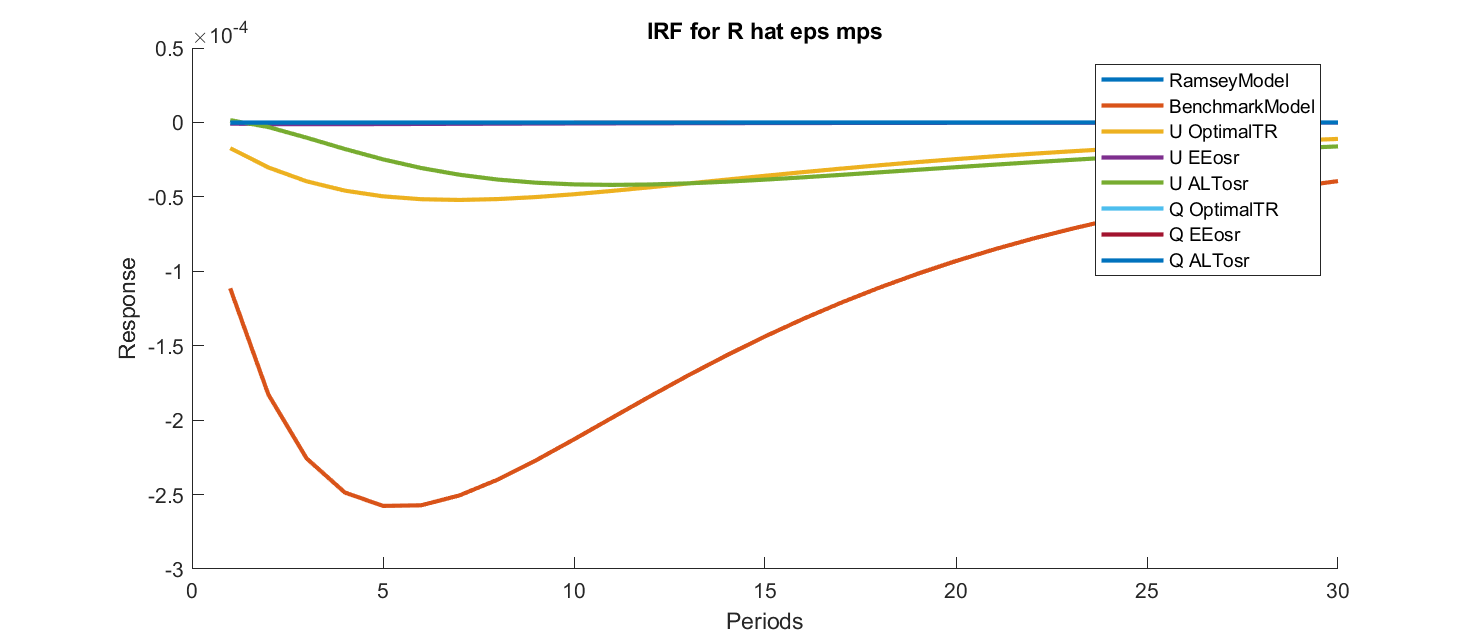 IRF for R hat eps mps
×10^-4
0.5
0
-0.5
-1
-1.5
-2
-2.5
-3
Response
0 5 10 15 20 25 30
Periods
RamseyModel
BenchmarkModel
U OptimalTR
U EEosr
U ALTosr
Q OptimalTR
Q EEosr
Q ALTosr